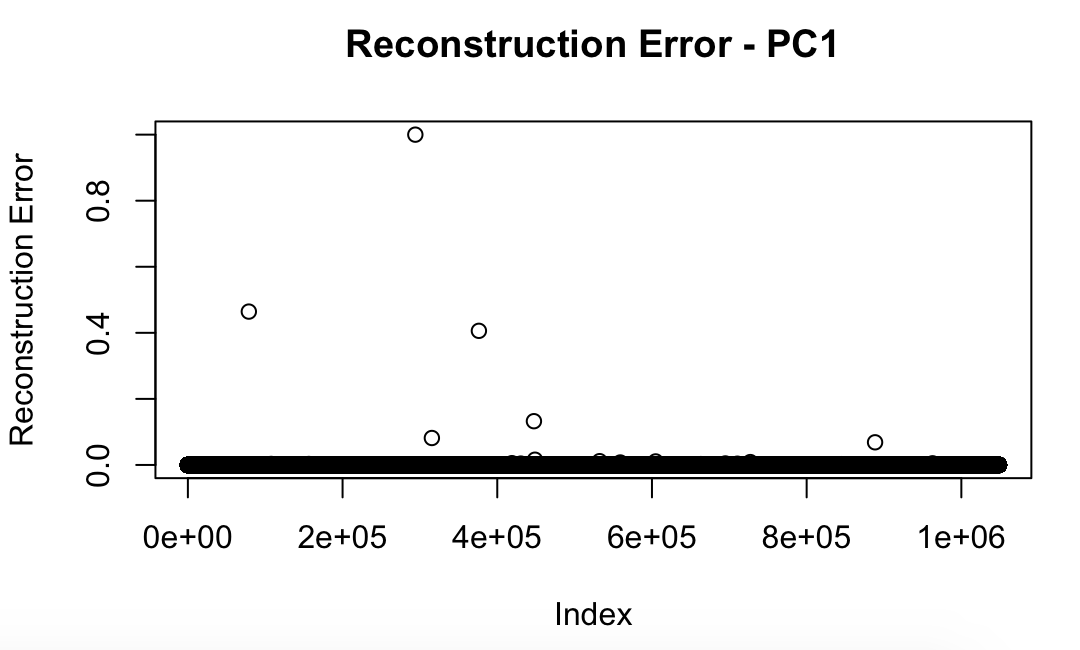 Reconstruction Error - PC1
Reconstruction Error
0.8
0.4
0.0
0e+00 2e+05 4e+05 6e+05 8e+05 1e+06
Index